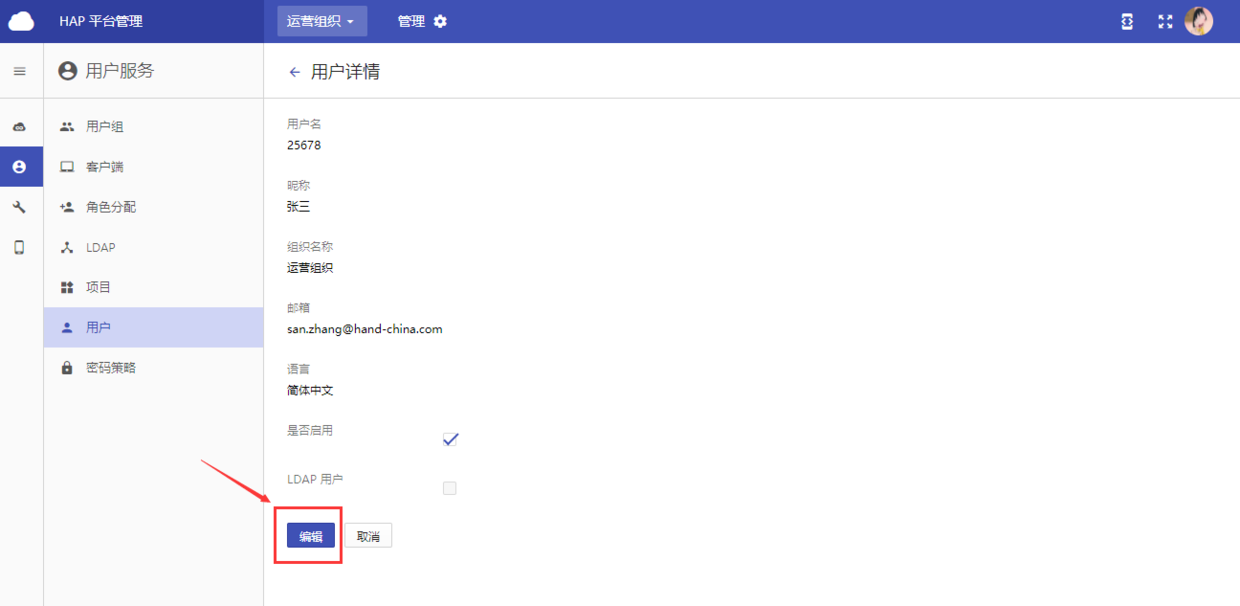 HAP 平台管理
运营组织
管理
用户服务
用户详情
用户组
客户端
角色分配
LDAP
项目
用户
密码策略
用户名
25678
昵称
张三
组织名称
运营组织
邮箱
san.zhang@hand-china.com
语言
简体中文
是否启用
LDAP 用户
编辑
取消